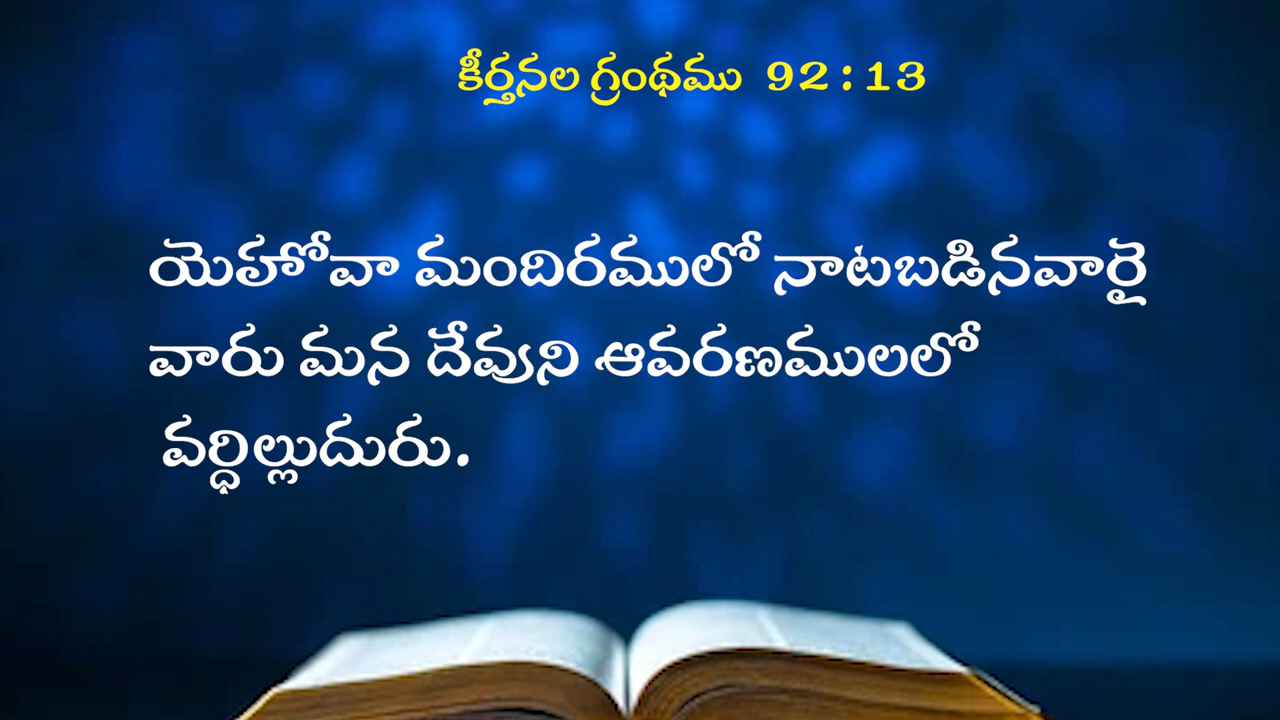 కీర్తనల గ్రంథము 92 : 13
యెహోవా మందిరములో నాటబడినవారై
వారు మన దేవుని ఆవరణములలో
వర్ధిల్లుదురు.